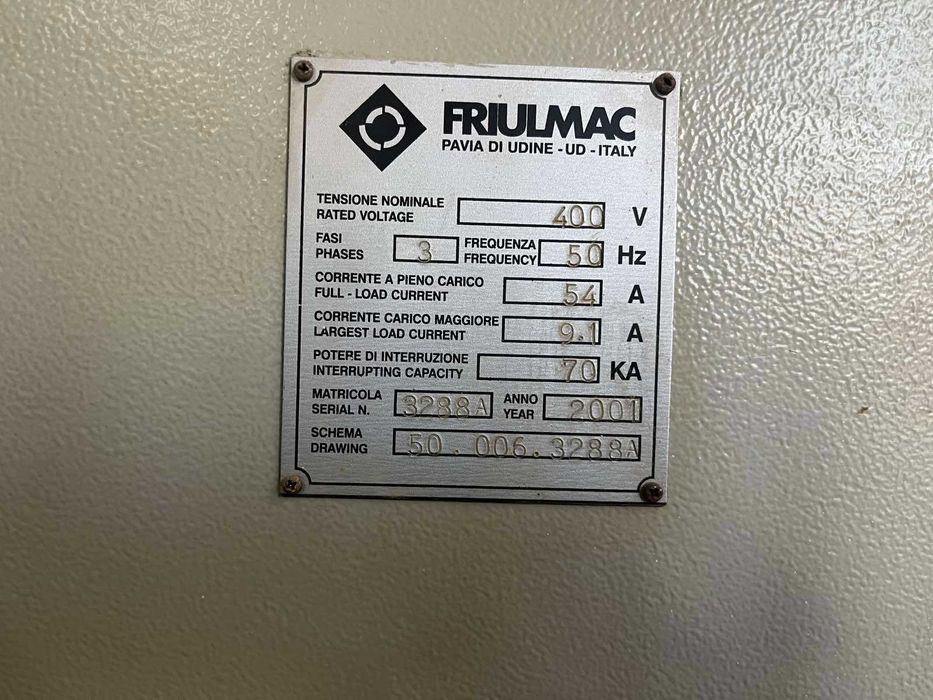 FRIULMAC
PAVIA DI UDINE - UD - ITALY
TENSIONE NOMINALE
RATED VOLTAGE 400 V
FASI
PHASES 3 FREQUENZA
FREQUENCY 50 Hz
CORRENTE A PIENO CARICO
FULL - LOAD CURRENT 54 A
CORRENTE CARICO MAGGIORE
LARGEST LOAD CURRENT 9.1 A
POTERE DI INTERRUZIONE
INTERRUPTING CAPACITY 70 KA
MATRICOLA
SERIAL N. 3288A ANNO
YEAR 2001
SCHEMA
DRAWING 50.006.3288A